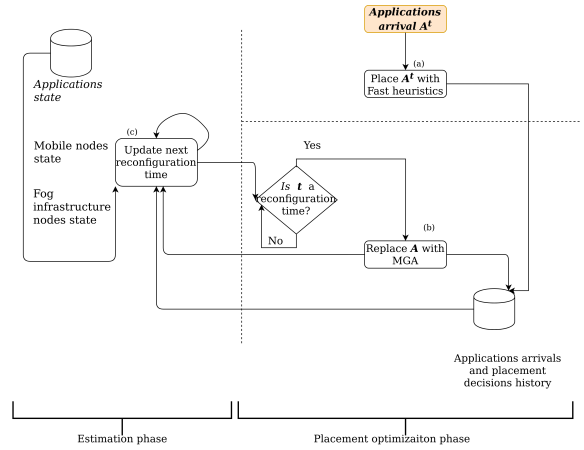 Applications
arrival A^t
(a)
Place A^t with
Fast heuristics
Applications
state
Mobile nodes
state
Fog
infrastructure
nodes state
(c)
Update next
reconfiguration
time
Yes
Is t a
reconfiguration
time?
No
(b)
Replace A with
MGA
Applications arrivals
and placement
decisions history
Estimation phase
Placement optimizaiton phase